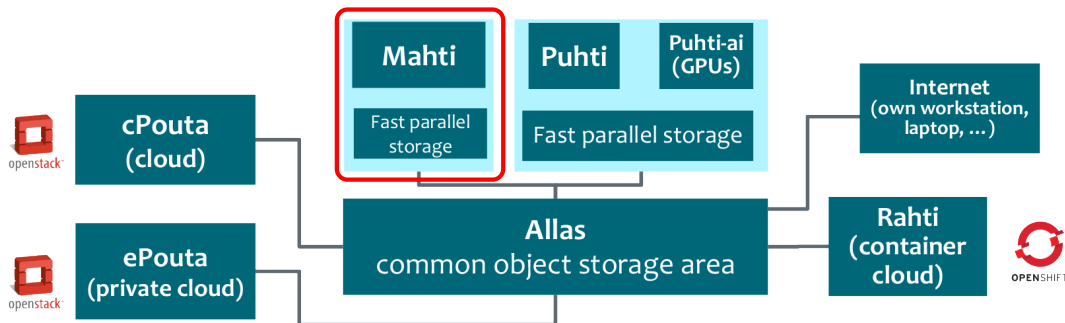 Mahti
Fast parallel
storage
Puhti
Puhti-ai
(GPUs)
Fast parallel storage
Internet
(own workstation,
laptop, ...)
openstack
cPouta
(cloud)
Allas
common object storage area
Rahti
(container
cloud)
OPENSHIFT
openstack
ePouta
(private cloud)